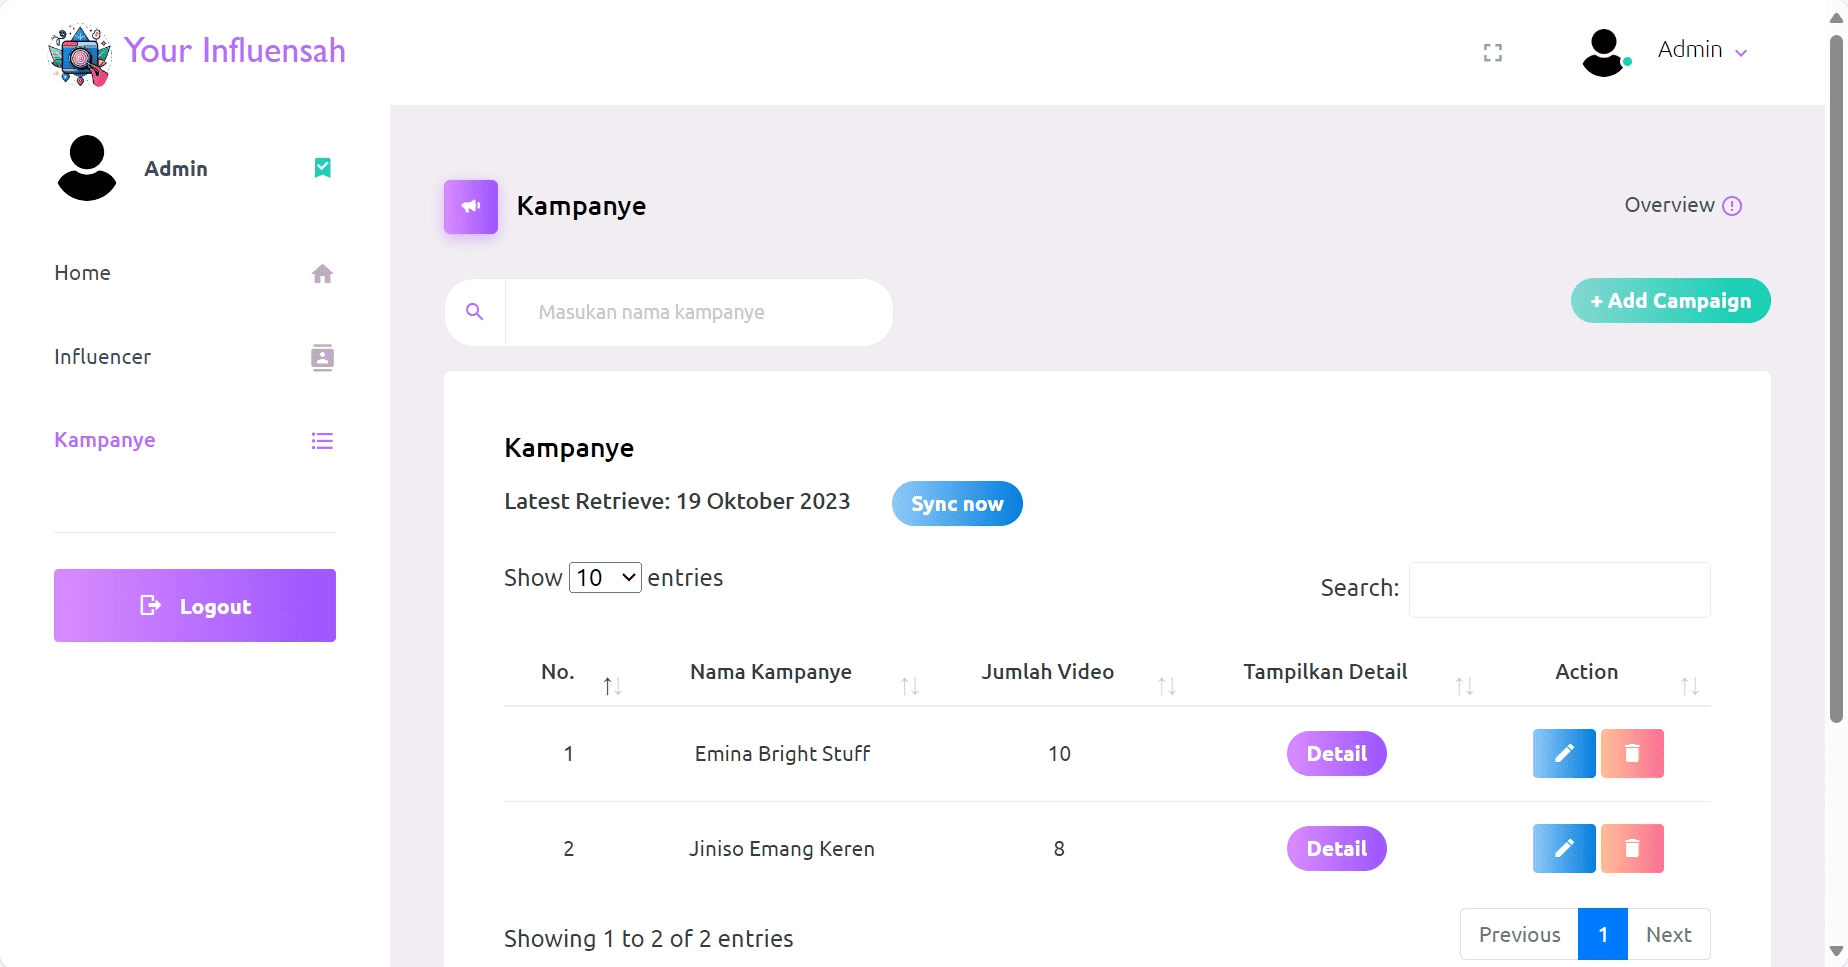 Your Influensah
Admin
Admin
Home
Influencer
Kampanye
Logout
Kampanye
Overview
Masukan nama kampanye
+ Add Campaign
Kampanye
Latest Retrieve: 19 Oktober 2023
Sync now
Show 10 entries
Search:
No. Nama Kampanye Jumlah Video Tampilkan Detail Action
1 Emina Bright Stuff 10 Detail
2 Jiniso Emang Keren 8 Detail
Showing 1 to 2 of 2 entries
Previous 1 Next